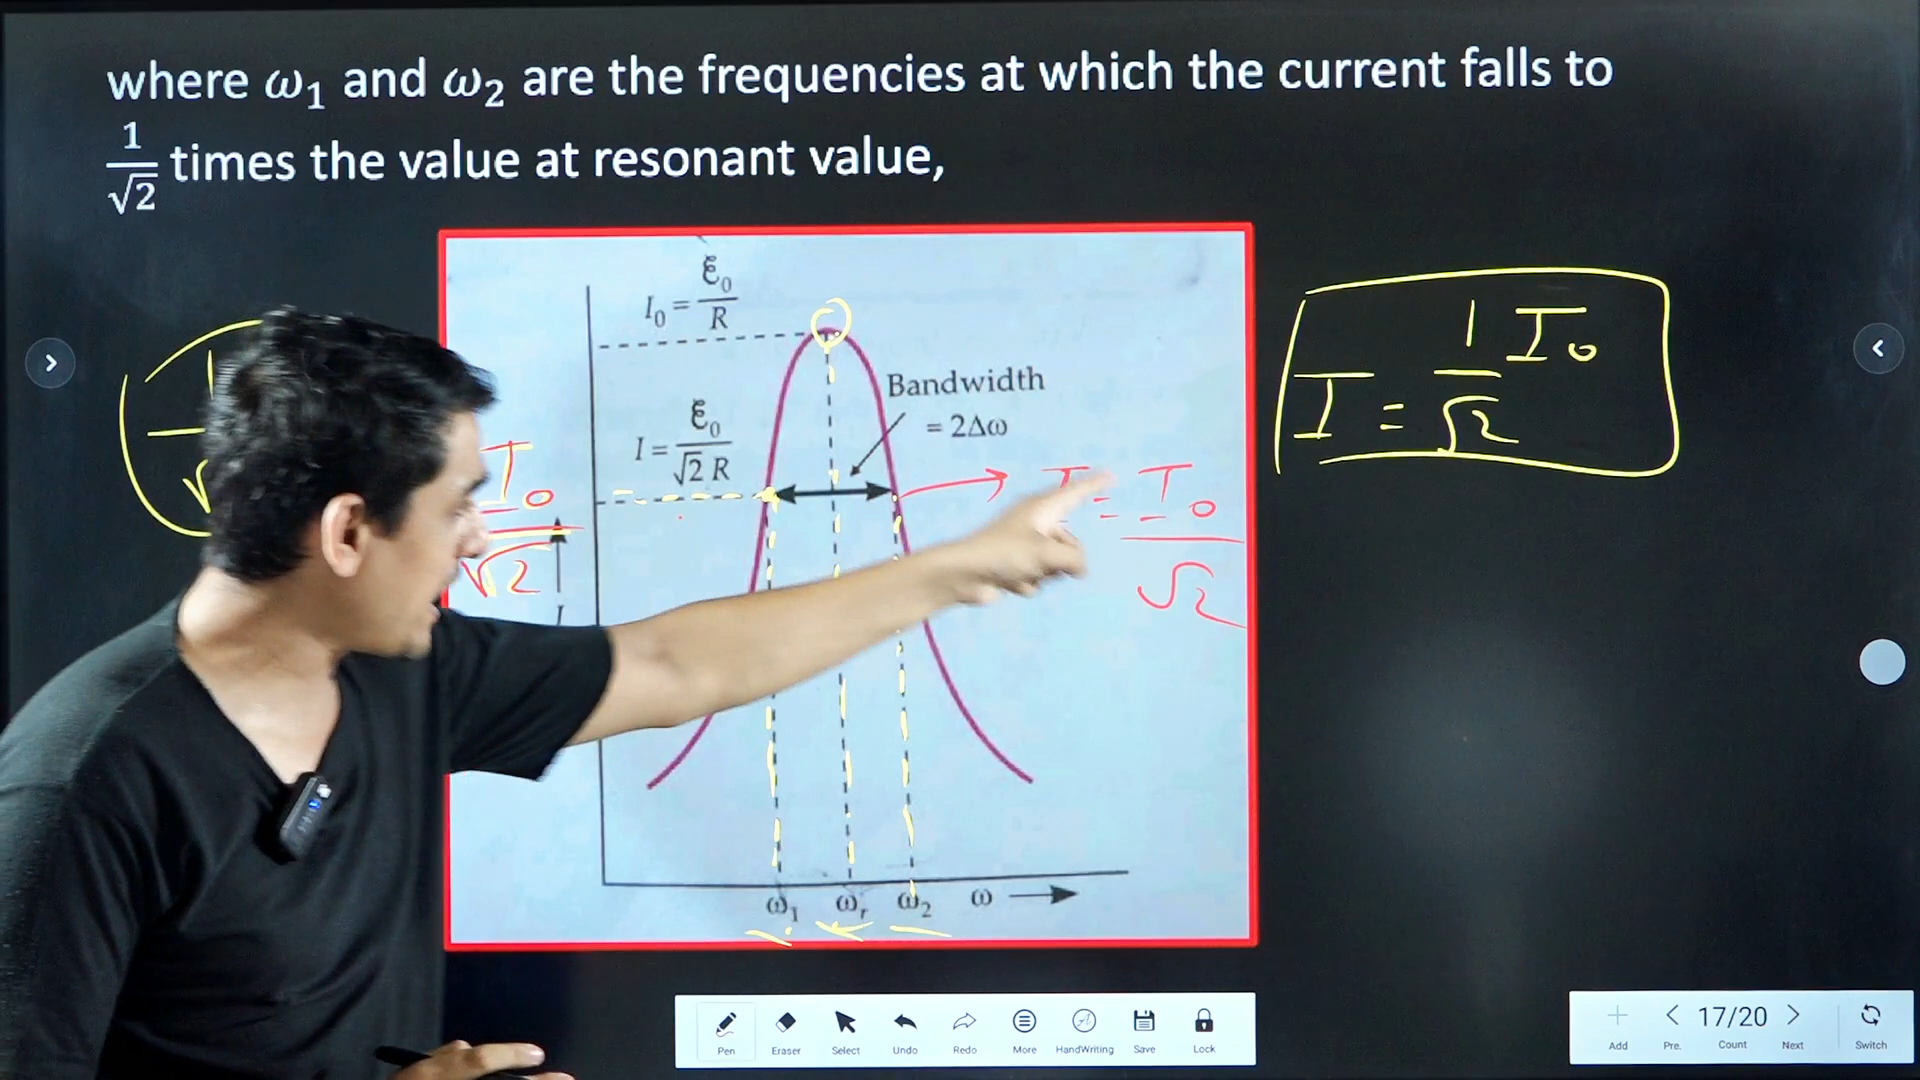 where ω₁ and ω₂ are the frequencies at which the current falls to
1/√2 times the value at resonant value,
I₀ = ℰ₀/R
Bandwidth
= 2Δω
I = ℰ₀/√2 R
I₀/√2
= I₀/√2
I = 1/√2 I₀
ω₁ ωᵣ ω₂ ω
Pen Eraser Select Undo Redo More HandWriting Save Lock
17/20
Add Pre. Count Next Switch